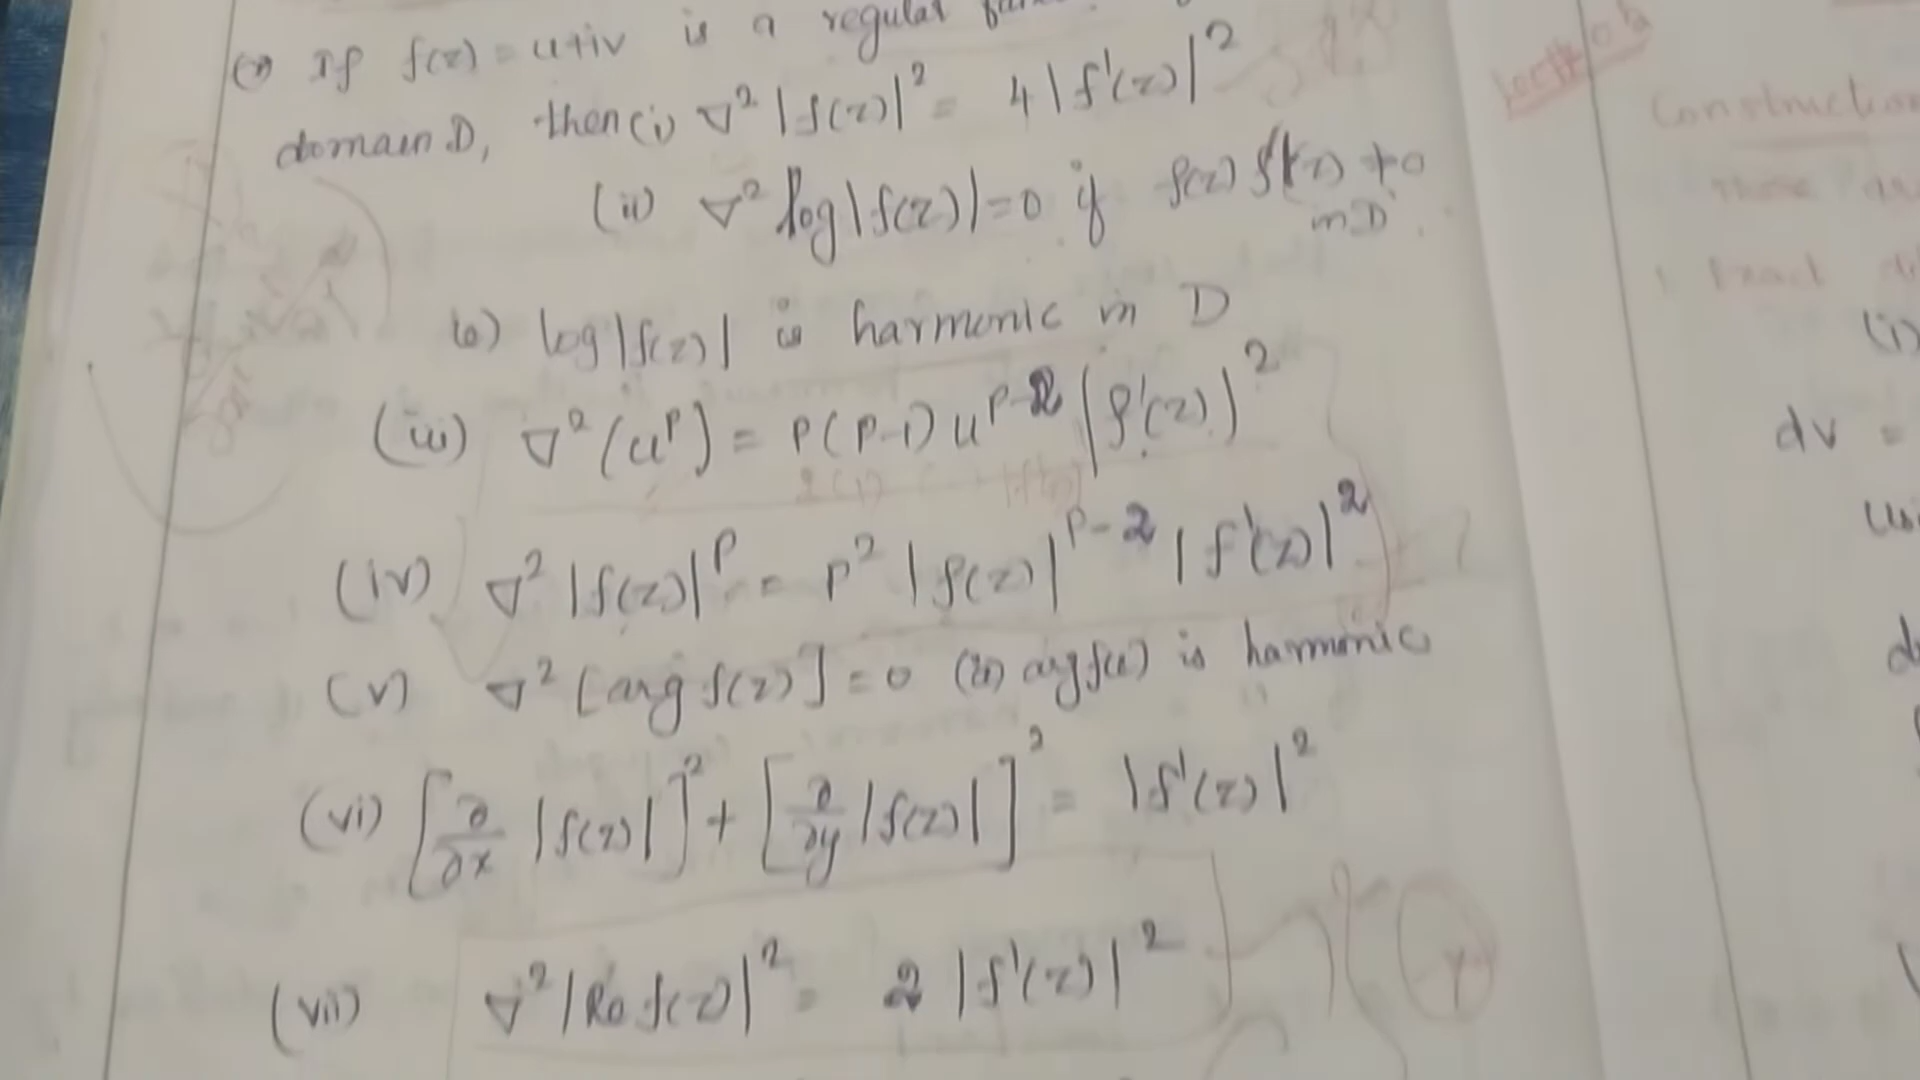 If f(z) = u+iv is a regular
domain D, then (i) ∇² |f(z)|² = 4 |f'(z)|²
(ii) ∇² log |f(z)| = 0 if f(z) f'(z) ≠ 0
in D.
log |f(z)| is harmonic in D
(iii) ∇² (u^p) = p(p-1) u^{p-2} |f'(z)|²
(iv) ∇² |f(z)|^p = p² |f(z)|^{p-2} |f'(z)|²
(v) ∇² [arg f(z)] = 0 (or) arg f(z) is harmonic
(vi) [∂/∂x |f(z)|]² + [∂/∂y |f(z)|]² = |f'(z)|²
(vii) ∇² |Re f(z)|² = 2 |f'(z)|²
Construction
(i)
dv =